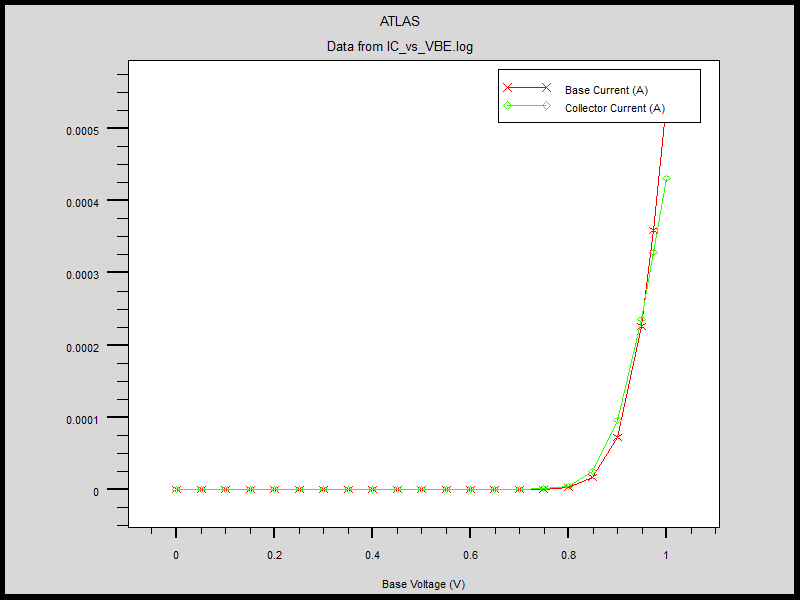 ATLAS
Data from IC_vs_VBE.log
Base Current (A)
Collector Current (A)
0.0005
0.0004
0.0003
0.0002
0.0001
0
0 0.2 0.4 0.6 0.8 1
Base Voltage (V)